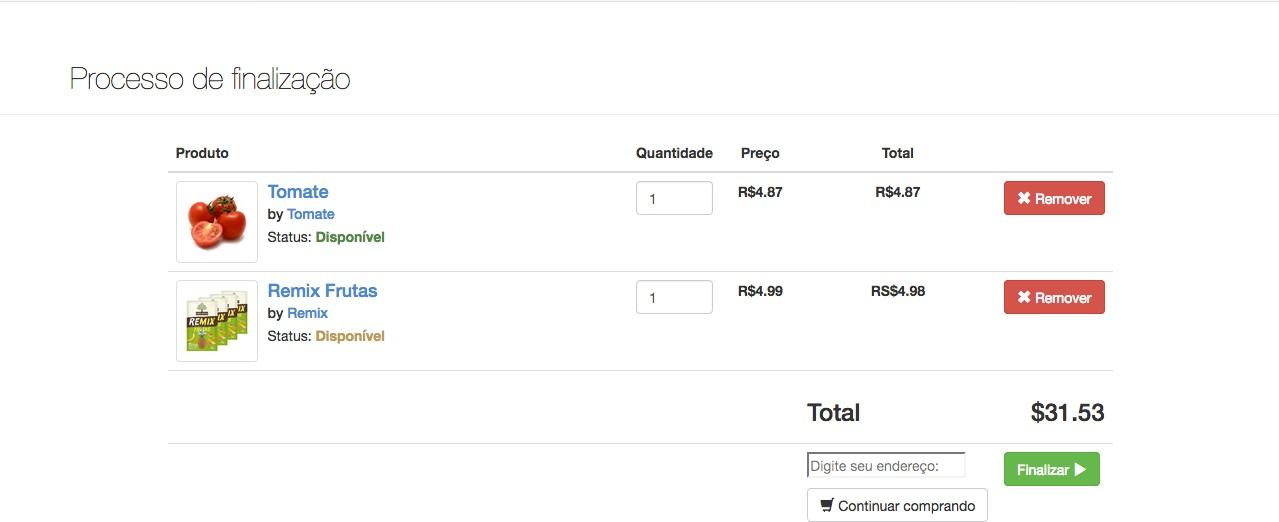 Processo de finalização
Produto Quantidade Preço Total
Tomate
1 R$4.87 R$4.87 ✖ Remover
by Tomate
Status: Disponível
Remix Frutas
1 R$4.99 RS$4.98 ✖ Remover
by Remix
Status: Disponível
REMIX
Total $31.53
Digite seu endereço: Finalizar ▶
Continuar comprando